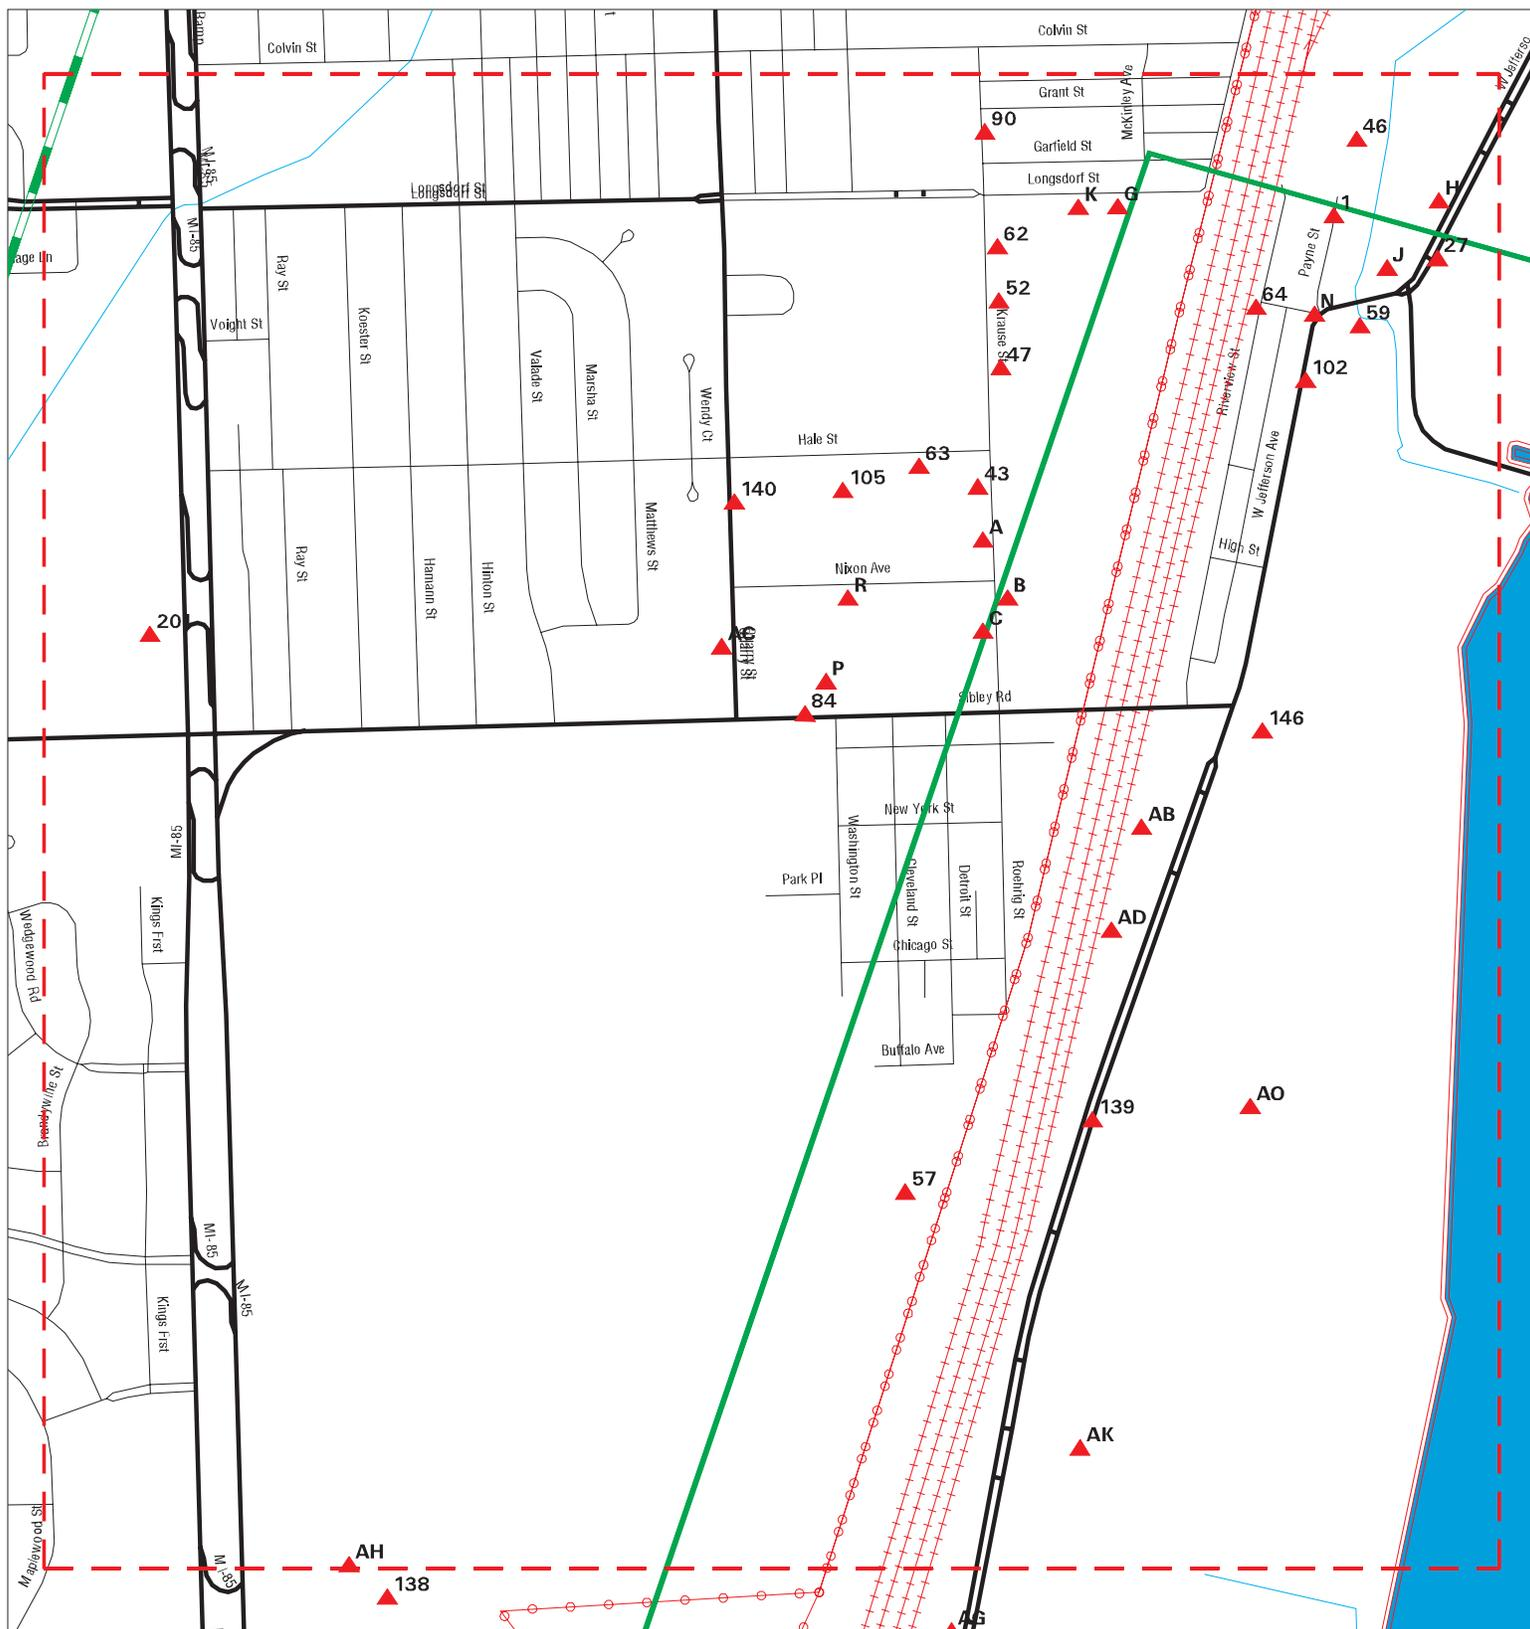 Ramp
Colvin St
Colvin St
W Jefferso
Grant St
McKinley Ave
90
46
Garfield St
MI-85
Longsdorf St
Longsdorf St
Longsdorf St
K
G
H
1
MI-85
62
27
age Ln
Ray St
Payne St
J
52
64
N
59
Voight St
Koester St
Krause St
47
Valade St
Marsha St
Wendy Ct
Riverview St
102
Hale St
63
105
43
140
W Jefferson Ave
Matthews St
A
High St
Ray St
Hamann St
Hinton St
Nixon Ave
R
B
20
C
P
Sibley Rd
84
146
New York St
AB
MI-85
Washington St
Park Pl
Cleveland St
Detroit St
Roehrig St
Kings Frst
Wedgewood Rd
AD
Chicago St
Buffalo Ave
Brandywine St
AO
139
57
MI-85
MI-85
Kings Frst
AK
Maplewood St
AH
MI-85
138
AG